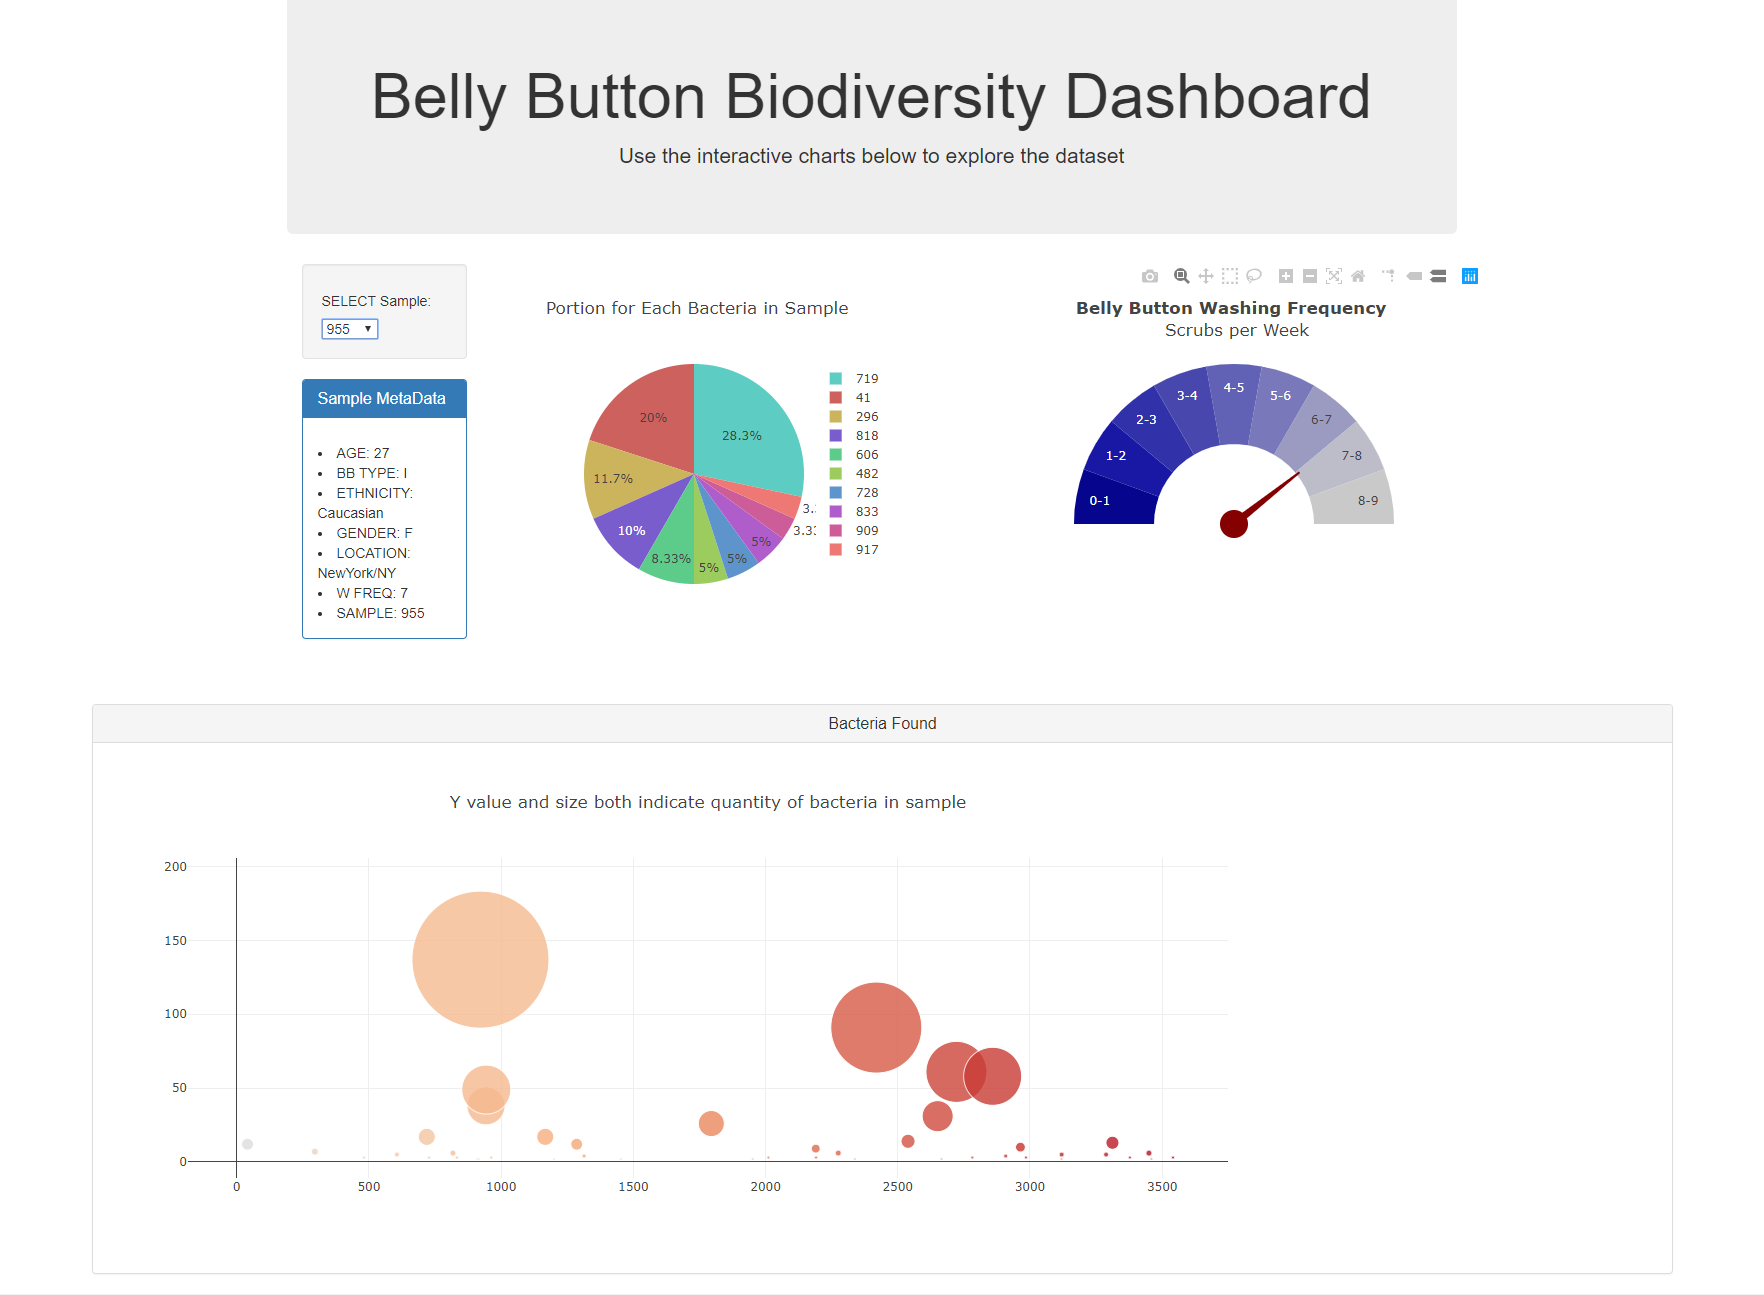 Belly Button Biodiversity Dashboard
Use the interactive charts below to explore the dataset
SELECT Sample:
955
Sample MetaData
AGE: 27
BB TYPE: I
ETHNICITY:
Caucasian
GENDER: F
LOCATION:
NewYork/NY
W FREQ: 7
SAMPLE: 955
Portion for Each Bacteria in Sample
28.3%
20%
11.7%
10%
8.33%
5%
5%
5%
3.33
3.3
719
41
296
818
606
482
728
833
909
917
Belly Button Washing Frequency
Scrubs per Week
0-1
1-2
2-3
3-4
4-5
5-6
6-7
7-8
8-9
Bacteria Found
Y value and size both indicate quantity of bacteria in sample
200
150
100
50
0
0
500
1000
1500
2000
2500
3000
3500